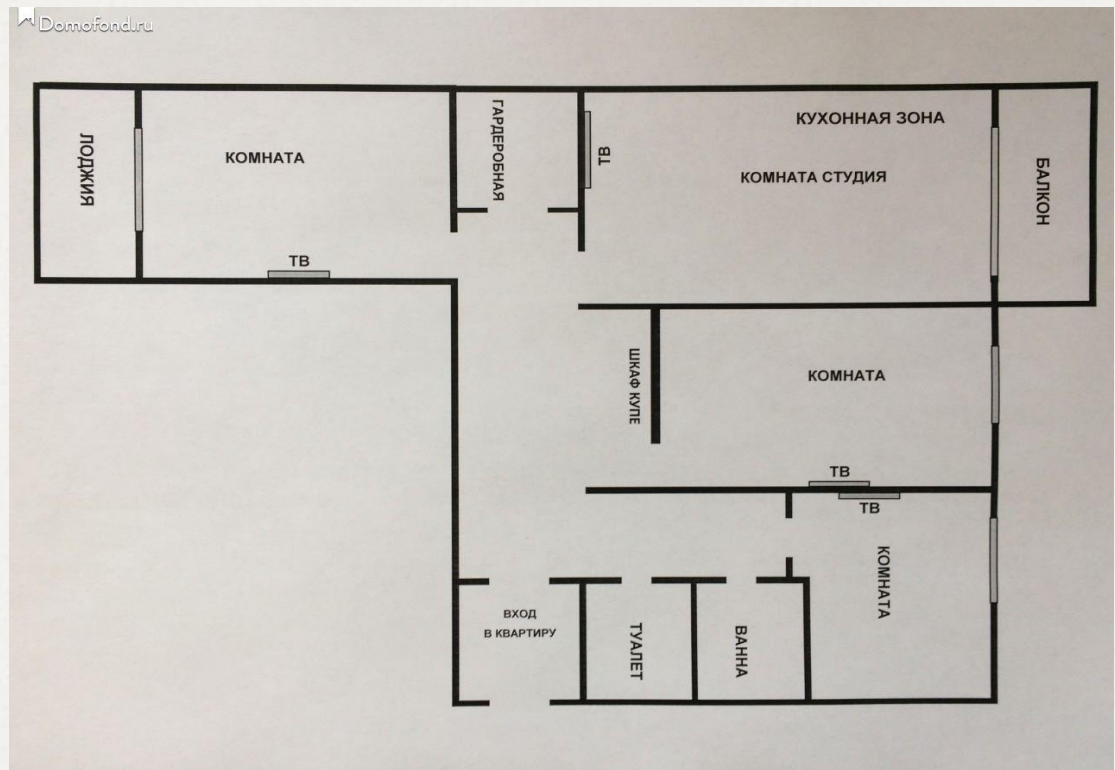 Domofond.ru
КУХОННАЯ ЗОНА
ГАРДЕРОБНАЯ
ЛОДЖИЯ
КОМНАТА
ТВ
КОМНАТА СТУДИЯ
БАЛКОН
ТВ
ШКАФ КУПЕ
КОМНАТА
ТВ
ТВ
КОМНАТА
ВХОД
В КВАРТИРУ
ТУАЛЕТ
ВАННА